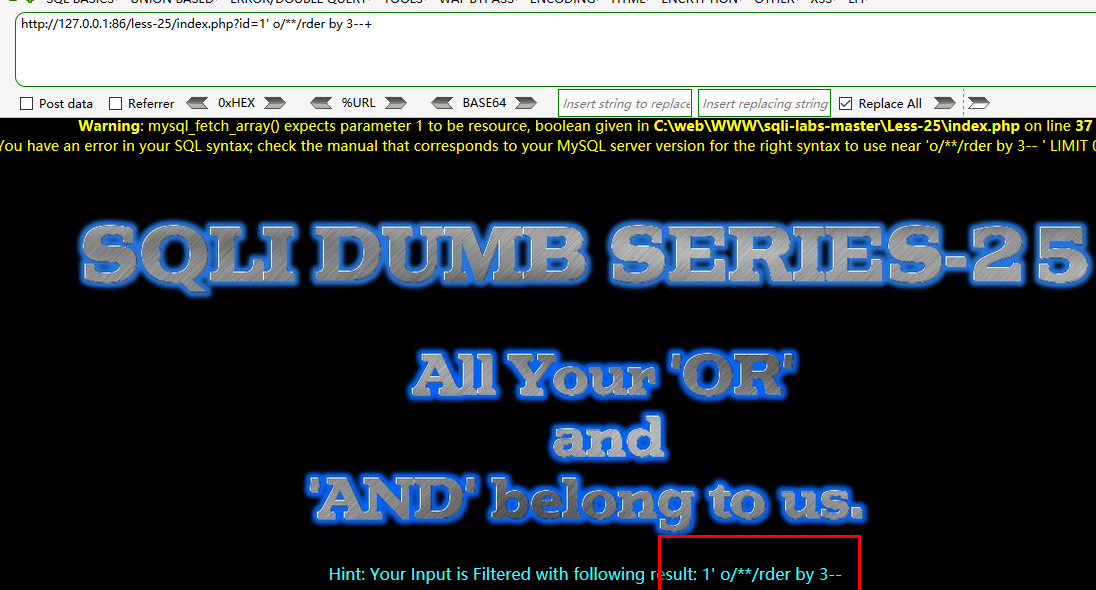 SQL BASICS UNION BASED ERROR/DOUBLE QUERY TOOLS WAF BYPASS ENCODING HTML ENCRYPTION OTHER XSS LFI
http://127.0.0.1:86/less-25/index.php?id=1' o/**/rder by 3--+
Post data Referrer 0xHEX %URL BASE64 Insert string to replace Insert replacing string Replace All
Warning: mysql_fetch_array() expects parameter 1 to be resource, boolean given in C:\web\WWW\sqli-labs-master\Less-25\index.php on line 37
You have an error in your SQL syntax; check the manual that corresponds to your MySQL server version for the right syntax to use near 'o/**/rder by 3-- ' LIMIT 0
SQLI DUMB SERIES-25
All Your 'OR'
and
'AND' belong to us.
Hint: Your Input is Filtered with following result: 1' o/**/rder by 3--